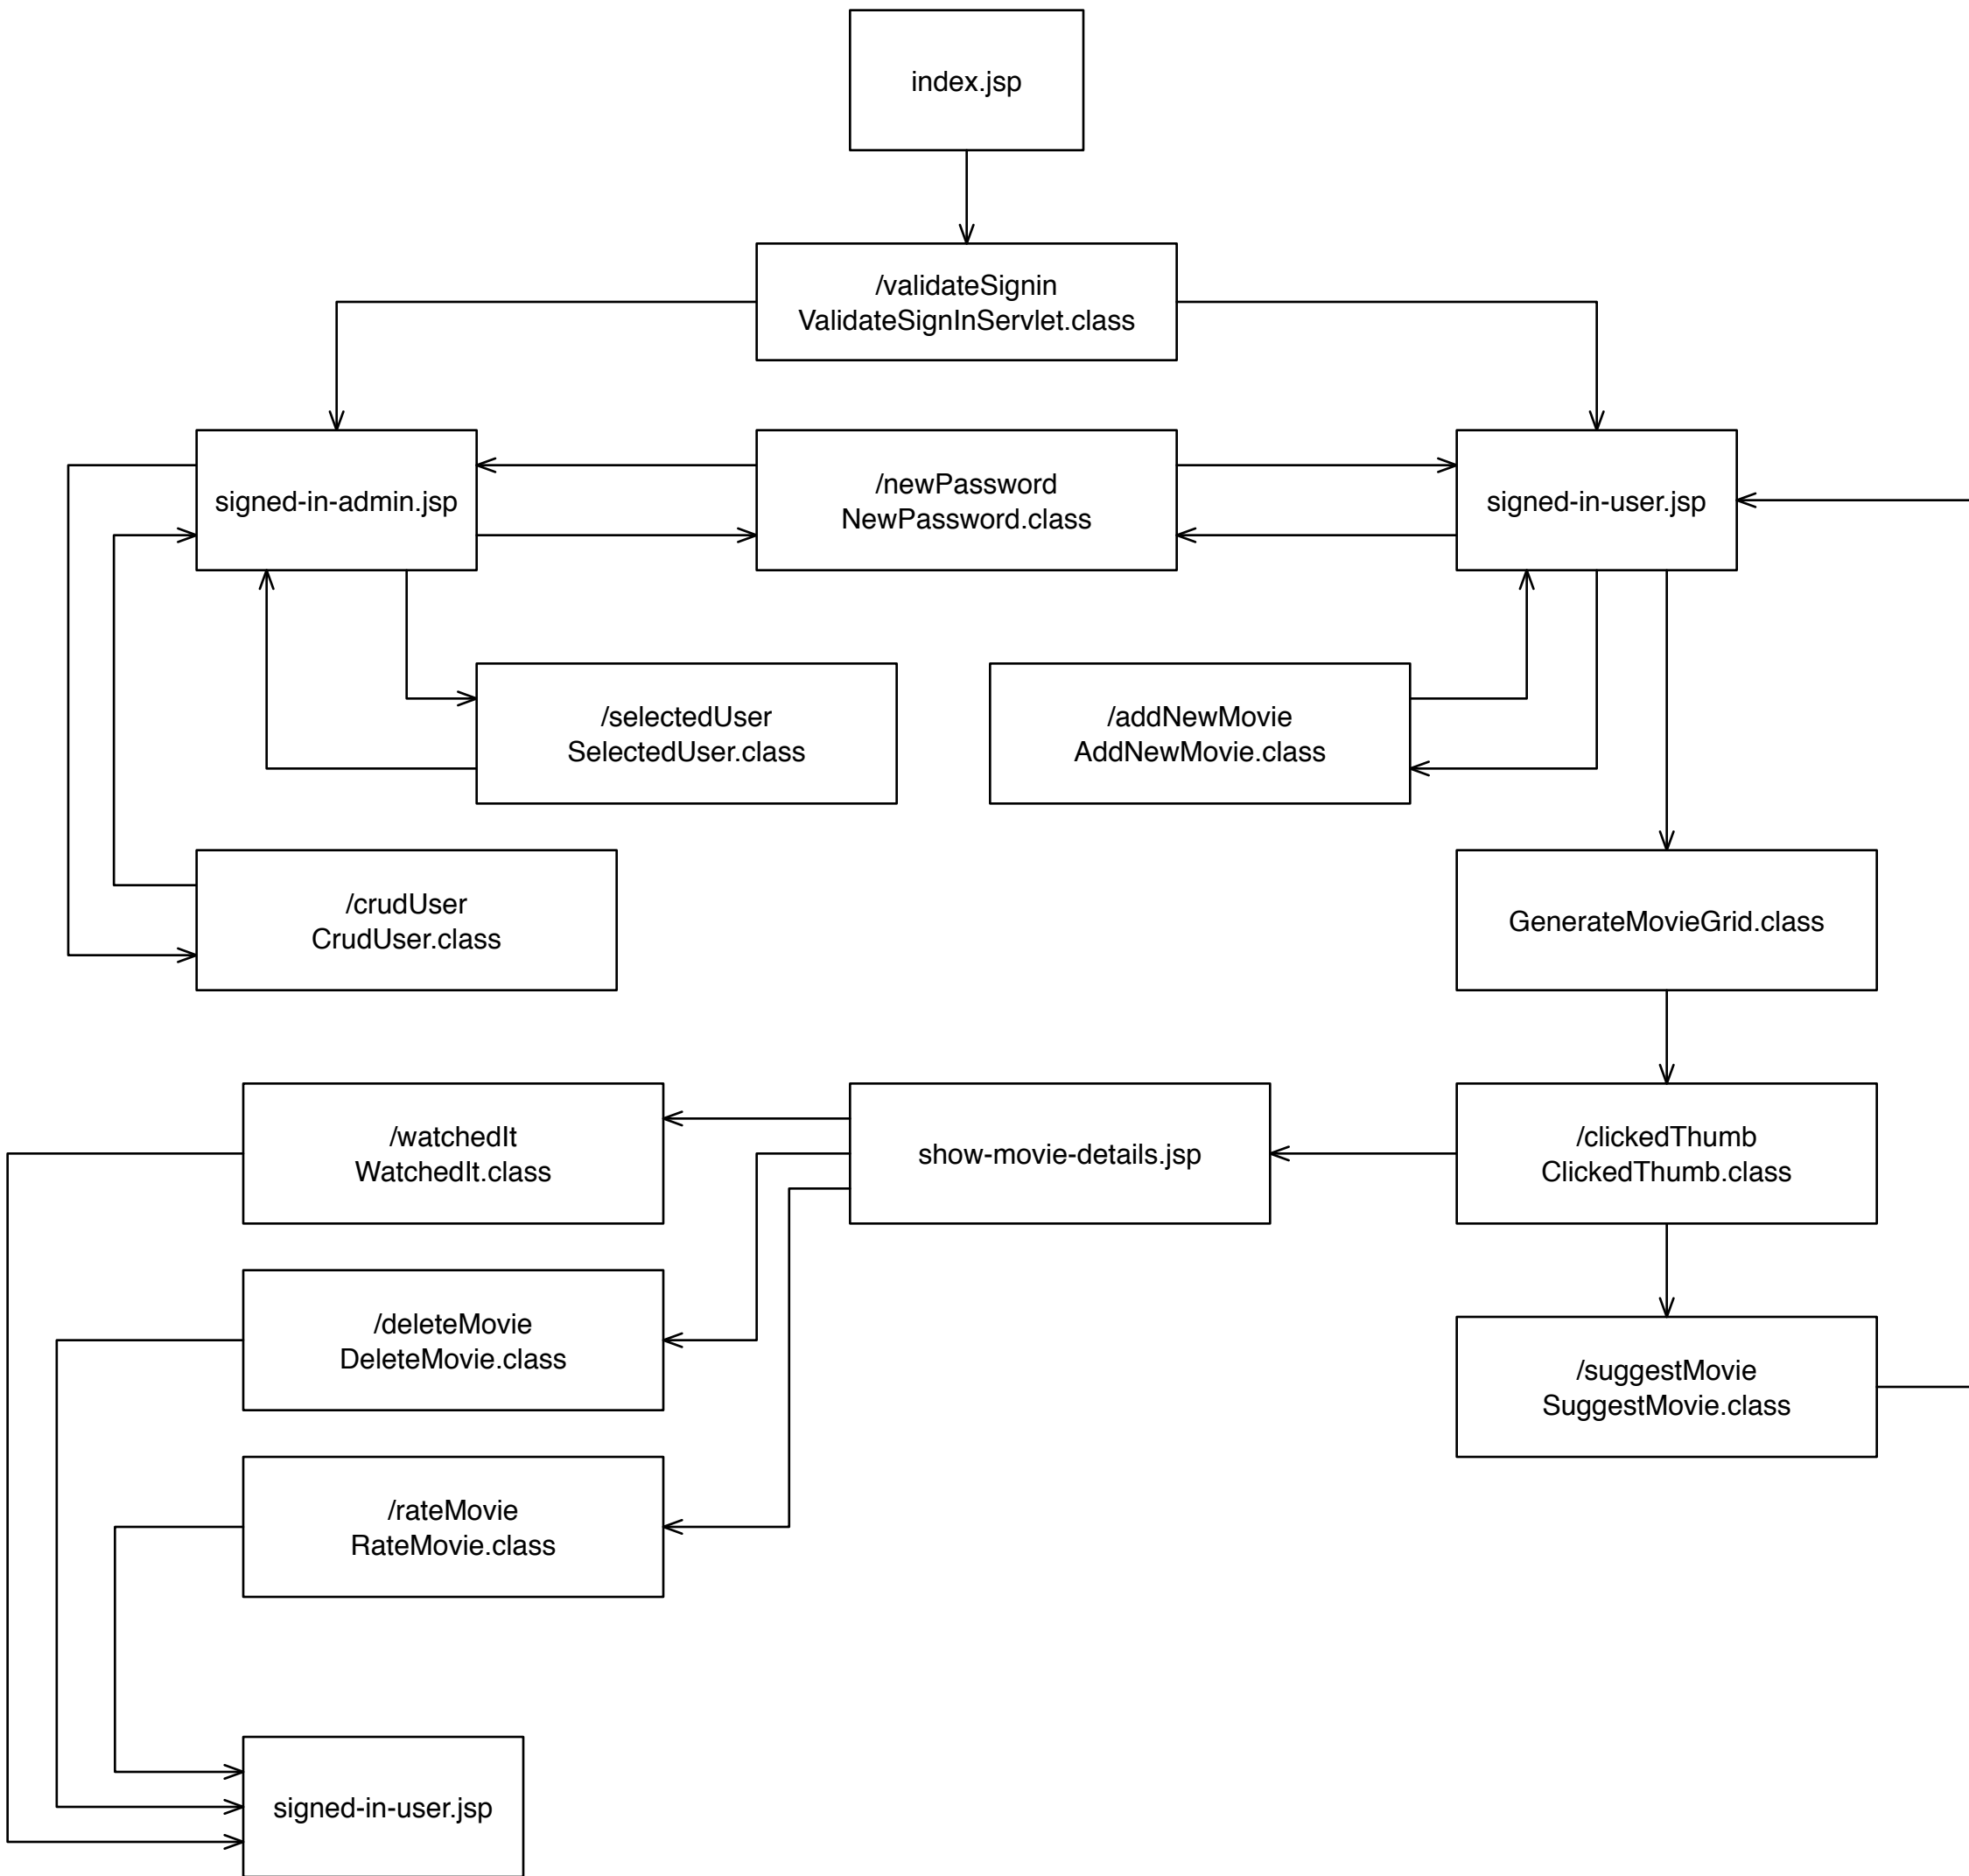 index.jsp
/validateSignin
ValidateSignInServlet.class
signed-in-admin.jsp
/newPassword
NewPassword.class
signed-in-user.jsp
/selectedUser
SelectedUser.class
/addNewMovie
AddNewMovie.class
/crudUser
CrudUser.class
GenerateMovieGrid.class
/watchedIt
WatchedIt.class
show-movie-details.jsp
/clickedThumb
ClickedThumb.class
/deleteMovie
DeleteMovie.class
/suggestMovie
SuggestMovie.class
/rateMovie
RateMovie.class
signed-in-user.jsp